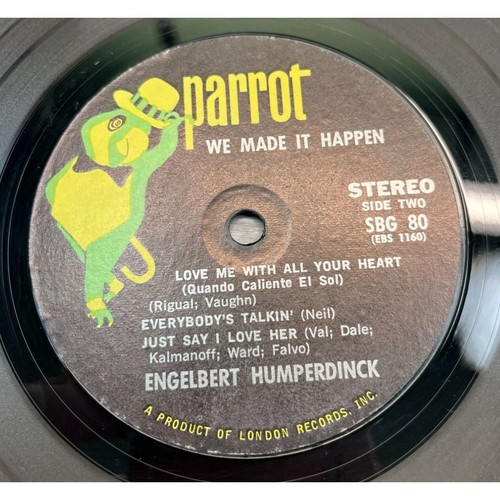 parrot
WE MADE IT HAPPEN
STEREO
SIDE TWO
SBG 80
(EBS 1160)
LOVE ME WITH ALL YOUR HEART
(Quando Caliente El Sol)
(Rigual; Vaughn)
EVERYBODY'S TALKIN' (Neil)
JUST SAY I LOVE HER (Val; Dale;
Kalmanoff; Ward; Falvo)
ENGELBERT HUMPERDINCK
A PRODUCT OF LONDON RECORDS, INC.